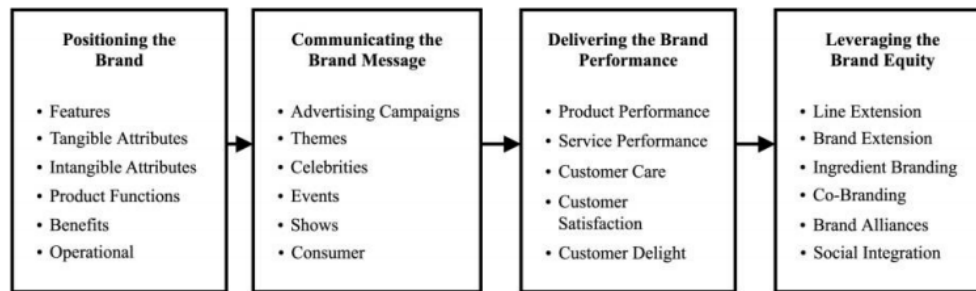 Positioning the
Brand
• Features
• Tangible Attributes
• Intangible Attributes
• Product Functions
• Benefits
• Operational
Communicating the
Brand Message
• Advertising Campaigns
• Themes
• Celebrities
• Events
• Shows
• Consumer
Delivering the Brand
Performance
• Product Performance
• Service Performance
• Customer Care
• Customer
Satisfaction
• Customer Delight
Leveraging the
Brand Equity
• Line Extension
• Brand Extension
• Ingredient Branding
• Co-Branding
• Brand Alliances
• Social Integration